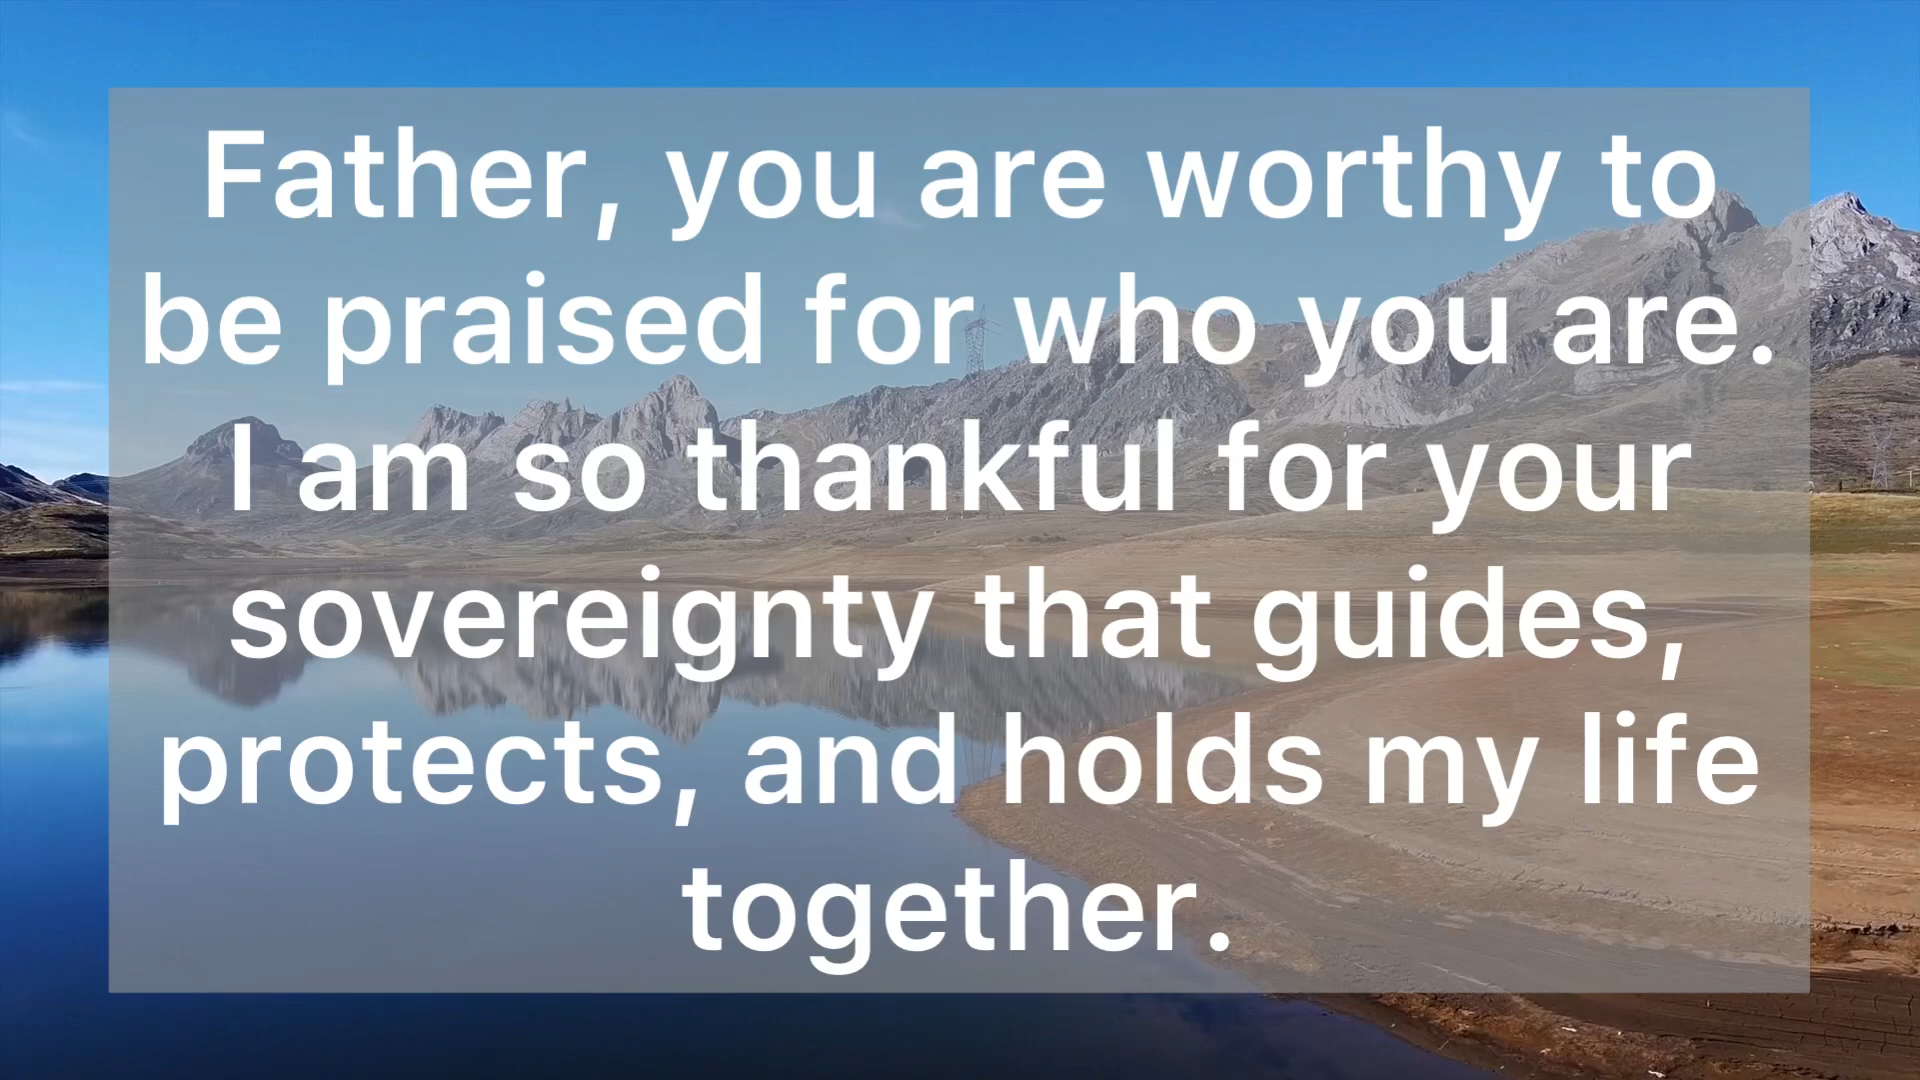 Father, you are worthy to
be praised for who you are.
I am so thankful for your
sovereignty that guides,
protects, and holds my life
together.